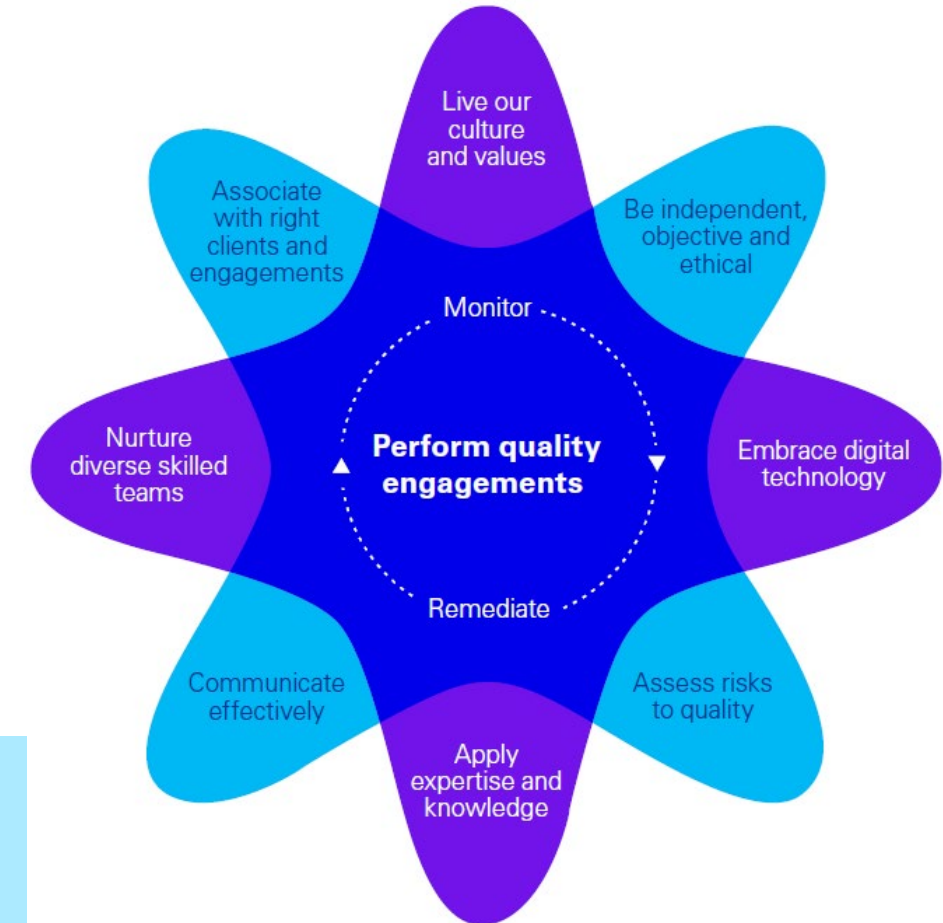 Live our
culture
and values
Associate
with right
clients and
engagements
Be independent,
objective and
ethical
Monitor
Nurture
diverse skilled
teams
Perform quality
engagements
Embrace digital
technology
Remediate
Communicate
effectively
Assess risks
to quality
Apply
expertise and
knowledge